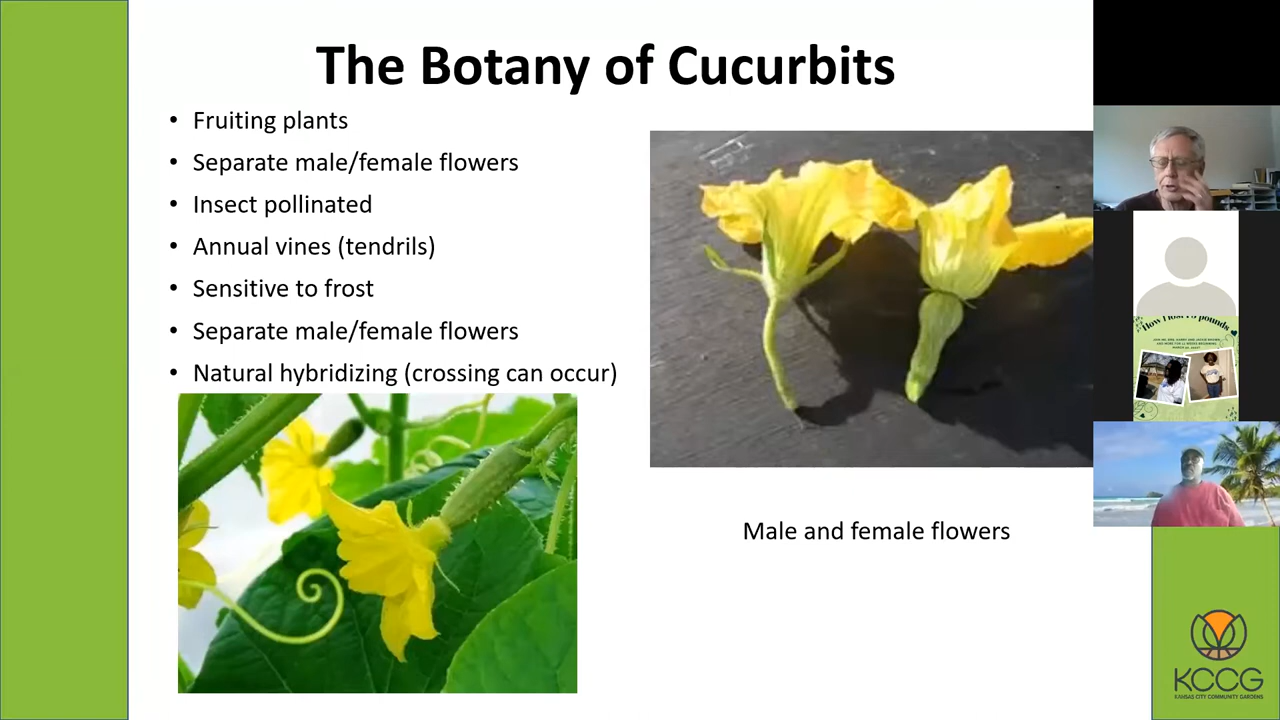 The Botany of Cucurbits
• Fruiting plants
• Separate male/female flowers
• Insect pollinated
• Annual vines (tendrils)
• Sensitive to frost
• Separate male/female flowers
• Natural hybridizing (crossing can occur)
Male and female flowers
KCCG
KANSAS CITY COMMUNITY GARDENS